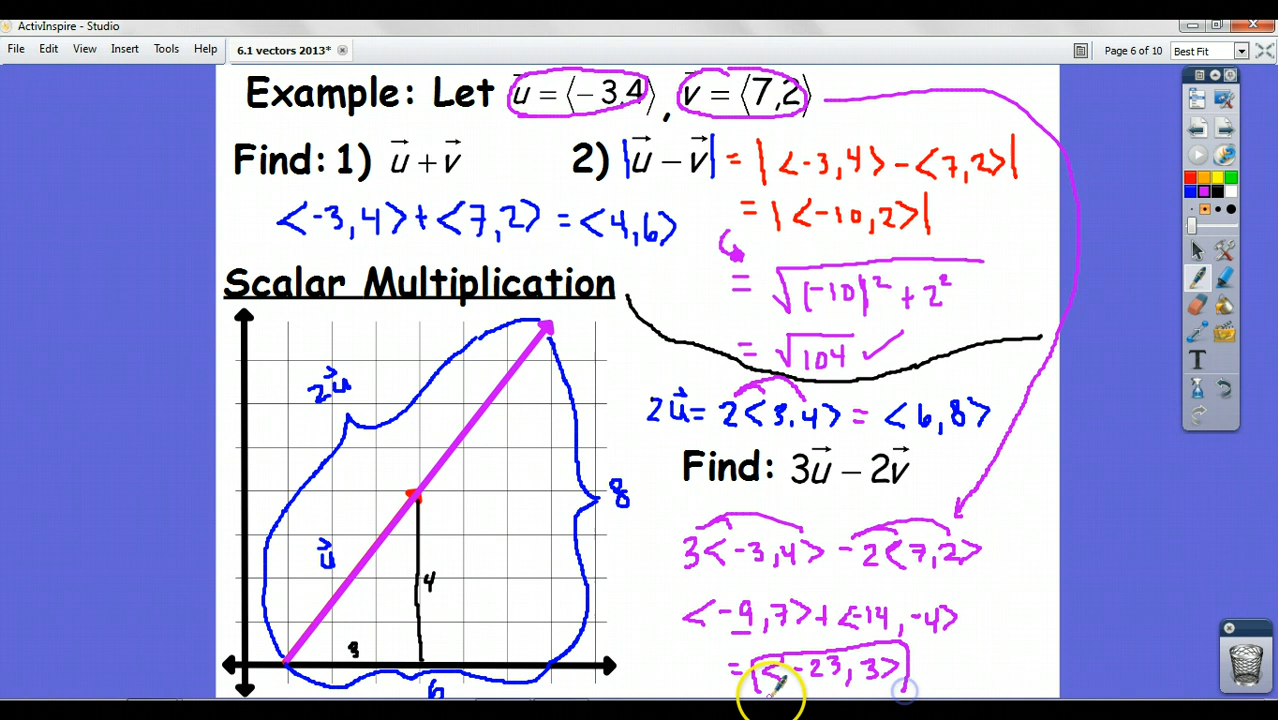 ActivInspire - Studio
File Edit View Insert Tools Help 6.1 vectors 2013* Page 6 of 10 Best Fit
Example: Let u⃗ = ⟨−3,4⟩, v⃗ = ⟨7,2⟩
Find: 1) u⃗ + v⃗
<-3,4>+<7,2> = <4,6>
2) |u⃗ − v⃗| = |<-3,4> - <7,2>|
= |<-10,2>|
= √(-10)² + 2²
= √104 ✓
Scalar Multiplication
2u⃗
u⃗
8
4
3
6
2u⃗ = 2<3,4> = <6,8>
Find: 3u⃗ − 2v⃗
3<-3,4> - 2<7,2>
<-9,7> + <-14,-4>
= <-23,3>
T